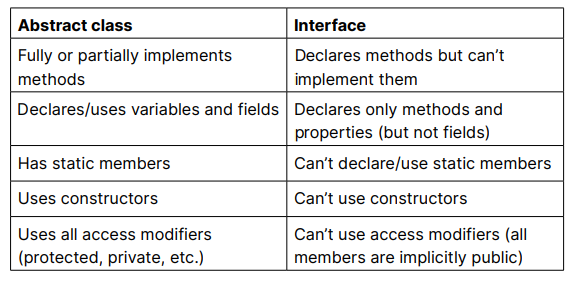 Abstract class
Interface
Fully or partially implements
methods
Declares methods but can’t
implement them
Declares/uses variables and fields
Declares only methods and
properties (but not fields)
Has static members
Can’t declare/use static members
Uses constructors
Can’t use constructors
Uses all access modifiers
(protected, private, etc.)
Can’t use access modifiers (all
members are implicitly public)